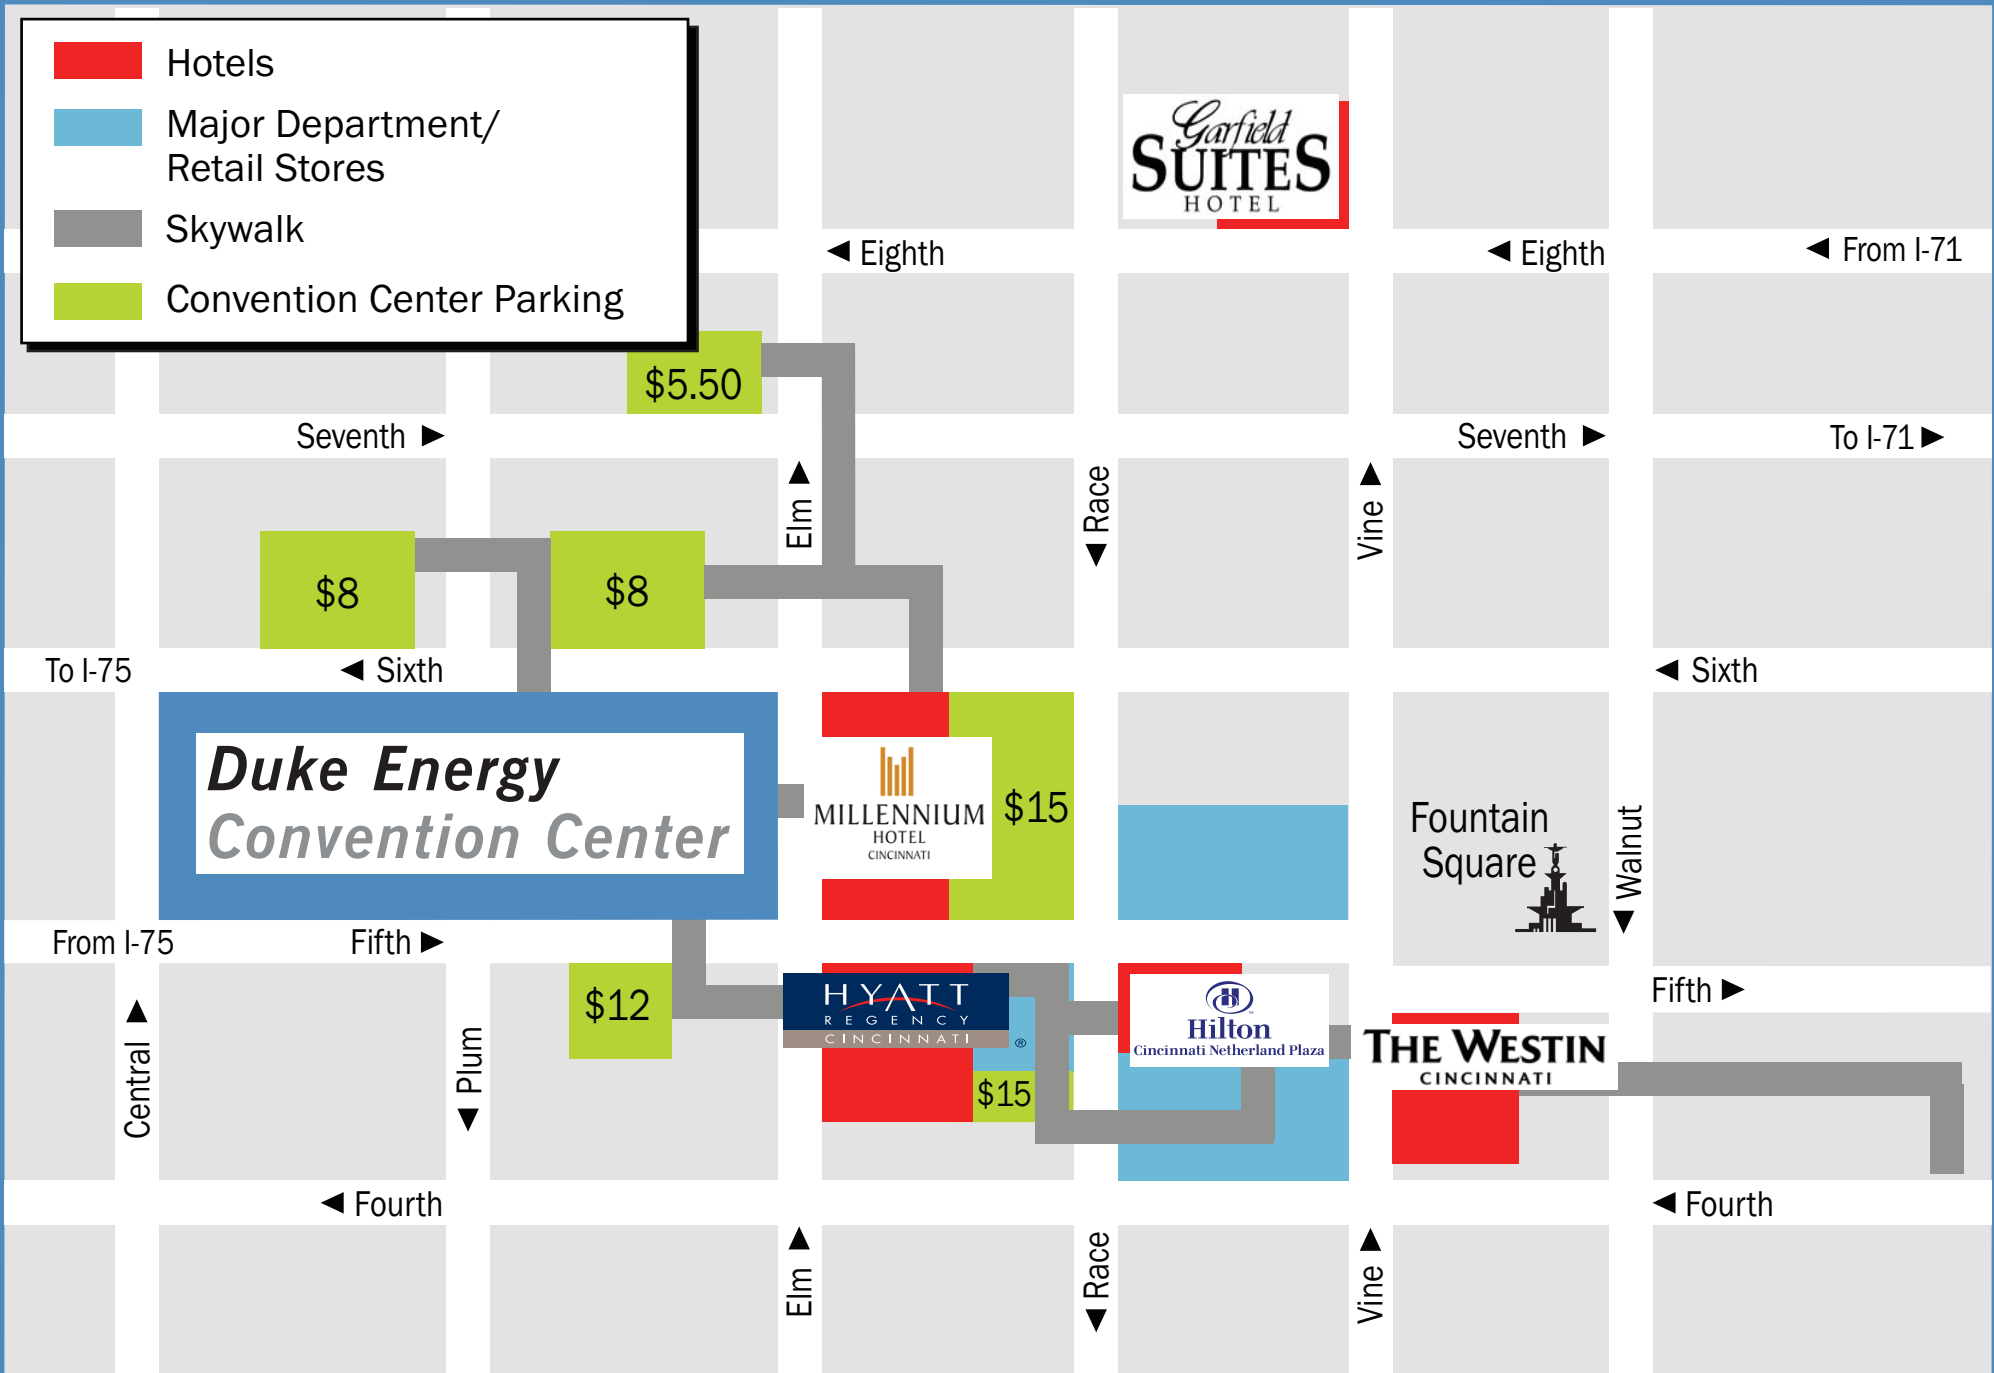 Hotels
Major Department/
Retail Stores
Skywalk
Convention Center Parking
Garfield
SUITES
HOTEL
Eighth
Eighth
From I-71
$5.50
Seventh
Seventh
To I-71
Elm
Race
Vine
$8
$8
To I-75
Sixth
Sixth
Duke Energy
Convention Center
MILLENNIUM
HOTEL
CINCINNATI
$15
Fountain
Square
Walnut
From I-75
Fifth
Fifth
$12
HYATT
REGENCY
CINCINNATI
®
$15
Hilton
Cincinnati Netherland Plaza
THE WESTIN
CINCINNATI
Central
Plum
Fourth
Fourth
Elm
Race
Vine